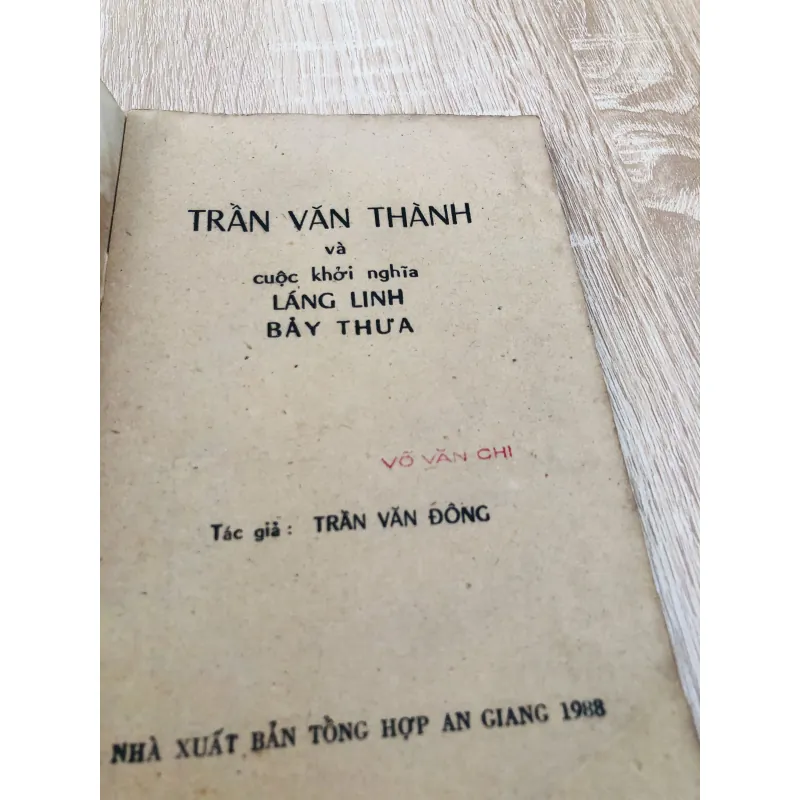 TRẦN VĂN THÀNH
và
cuộc khởi nghĩa
LÁNG LINH
BẢY THƯA
VÕ VĂN CHI
Tác giả : TRẦN VĂN ĐÔNG
NHÀ XUẤT BẢN TỔNG HỢP AN GIANG 1988